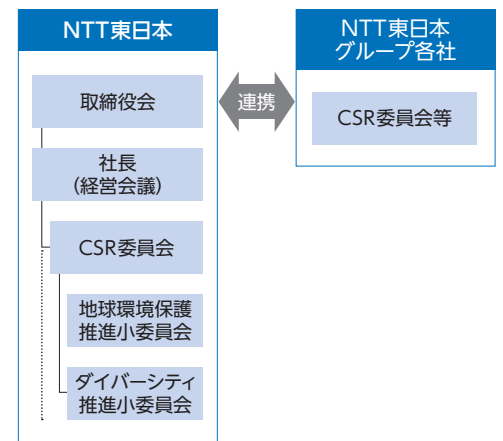 NTT東日本
取締役会
社長
(経営会議)
CSR委員会
地球環境保護
推進小委員会
ダイバーシティ
推進小委員会
連携
NTT東日本
グループ各社
CSR委員会等